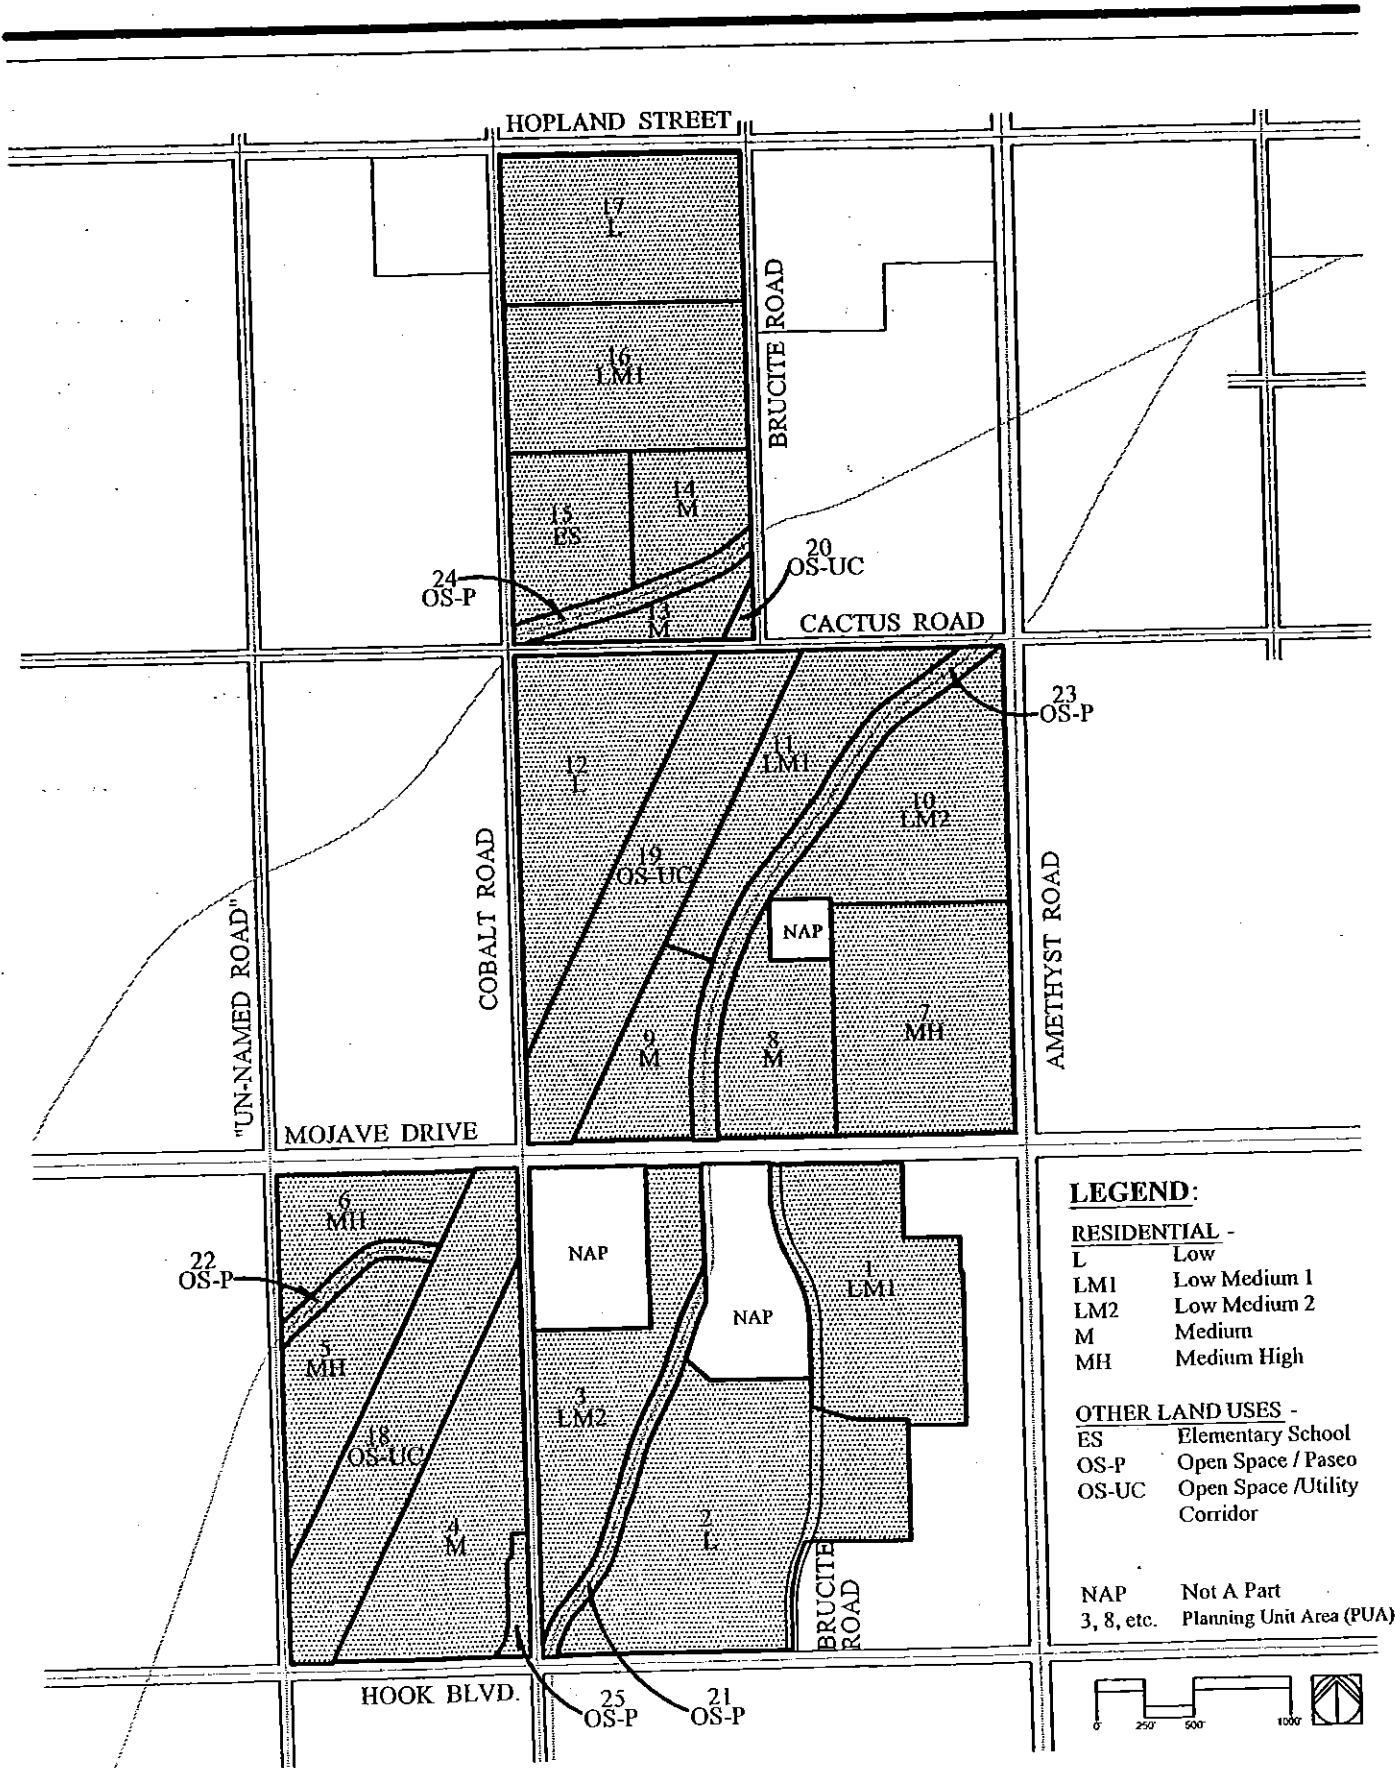 HOPLAND STREET
17
L
BRUCITE ROAD
16
LM1
14
M
15
ES
20
OS-UC
24
OS-P
13
M
CACTUS ROAD
23
OS-P
11
LM1
12
L
10
LM2
19
OS-UC
COBALT ROAD
AMETHYST ROAD
"UN-NAMED ROAD"
NAP
7
MH
9
M
8
M
MOJAVE DRIVE
6
MH
NAP
22
OS-P
1
LM1
NAP
5
MH
3
LM2
18
OS-UC
4
M
2
L
BRUCITE
ROAD
HOOK BLVD.
25
OS-P
21
OS-P
LEGEND:
RESIDENTIAL -
L Low
LM1 Low Medium 1
LM2 Low Medium 2
M Medium
MH Medium High
OTHER LAND USES -
ES Elementary School
OS-P Open Space / Paseo
OS-UC Open Space /Utility
Corridor
NAP Not A Part
3, 8, etc. Planning Unit Area (PUA)
0' 250' 500' 1000'